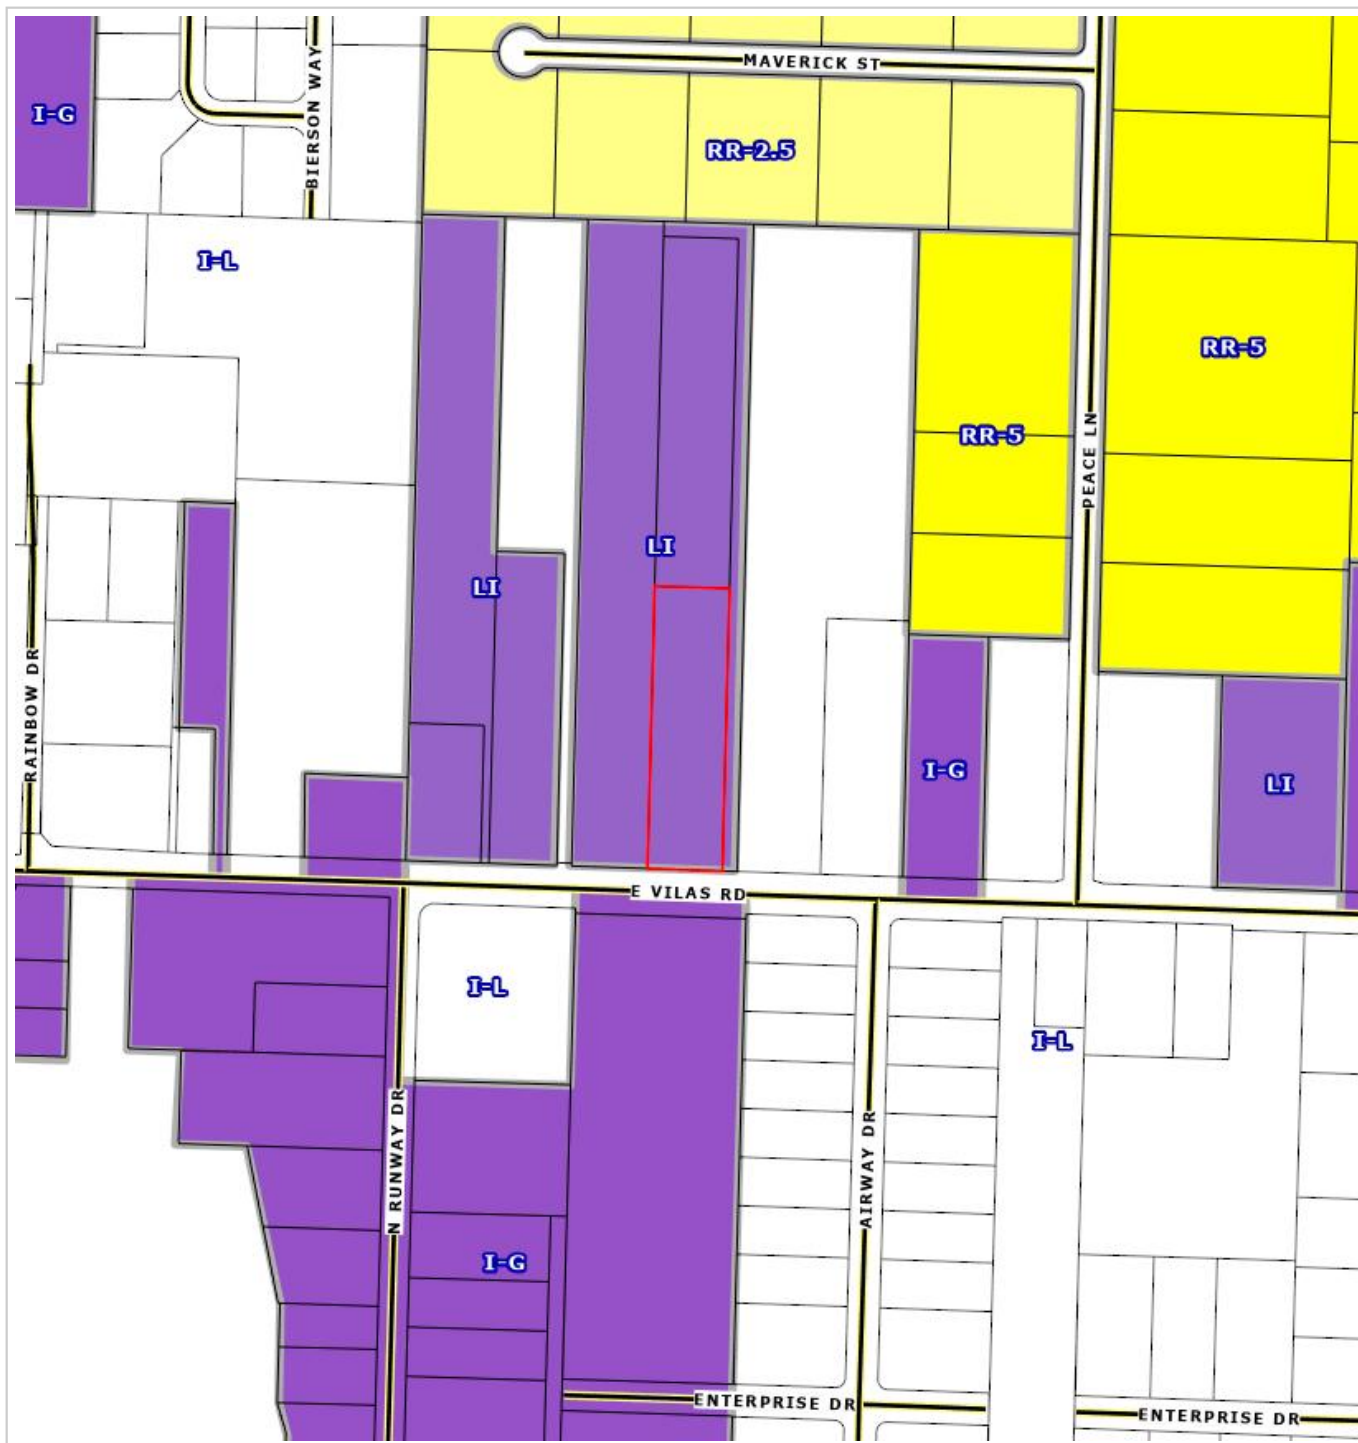 MAVERICK ST
BIERSON WAY
I-G
RR-2.5
I-L
RR-5
RR-5
PEACE LN
LI
LI
RAINBOW DR
I-G
LI
E VILAS RD
I-L
I-L
N RUNWAY DR
AIRWAY DR
I-G
ENTERPRISE DR
ENTERPRISE DR